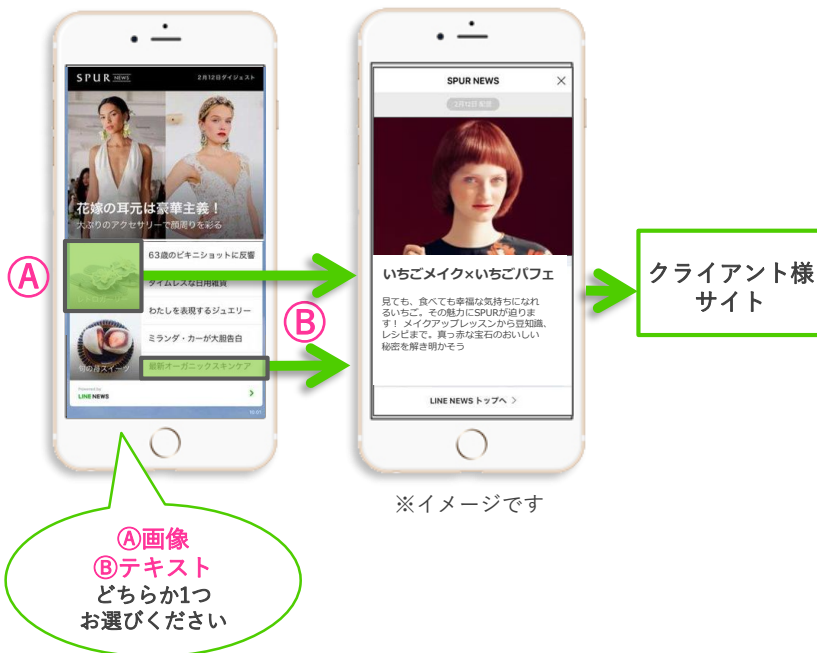 SPUR NEWS
2月12日ダイジェスト
花嫁の耳元は豪華主義！
大ぶりのアクセサリーで顔周りを彩る
63歳のビキニショットに反響
タイムレスな日用雑貨
わたしを表現するジュエリー
ミランダ・カーが大胆告白
旬の苺スイーツ
最新オーガニックスキンケア
Powered by
LINE NEWS
10:01
Ⓐ
Ⓑ
SPUR NEWS
2月12日 配信
いちごメイク×いちごパフェ
見ても、食べても幸福な気持ちになれ
るいちご。その魅力にSPURが迫りま
す！ メイクアップレッスンから豆知識、
レシピまで。真っ赤な宝石のおいしい
秘密を解き明かそう
LINE NEWS トップへ
※イメージです
クライアント様
サイト
Ⓐ画像
Ⓑテキスト
どちらか1つ
お選びください